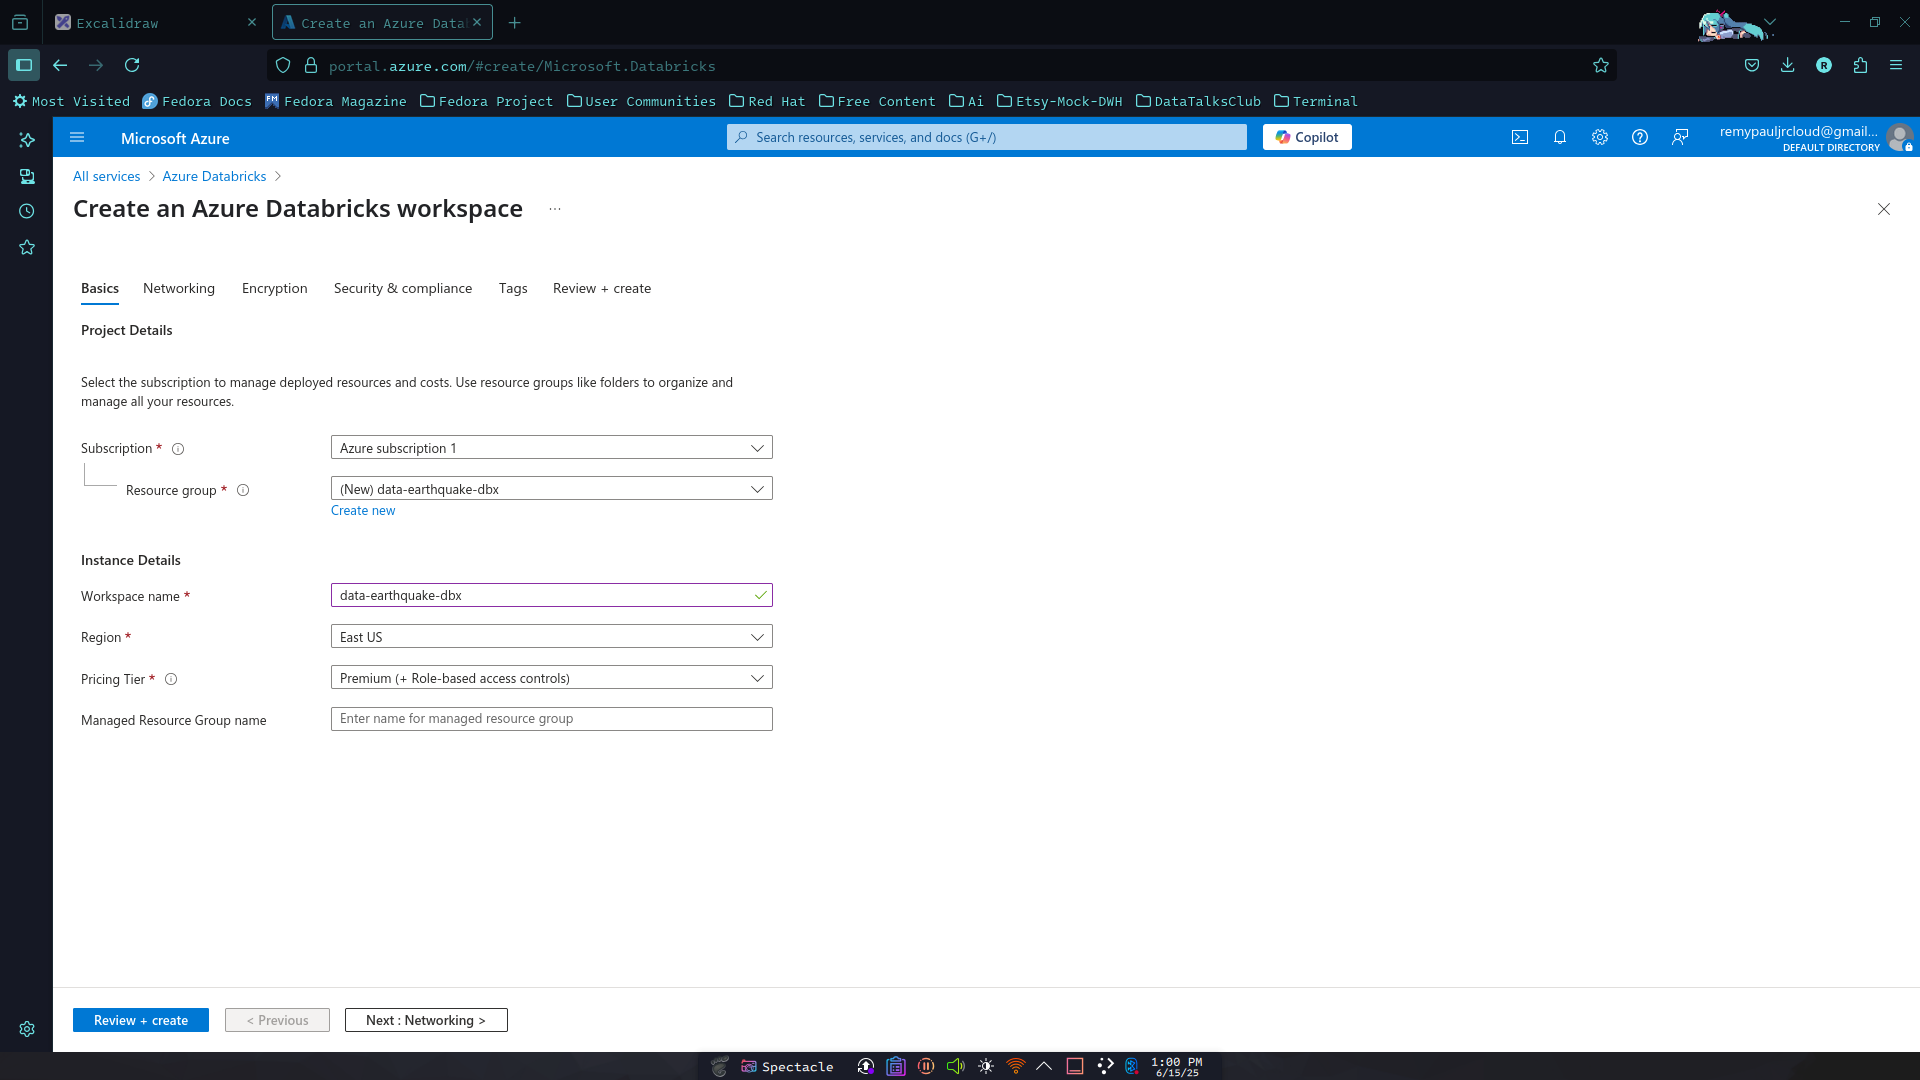 Excalidraw
Create an Azure Data
portal.azure.com/#create/Microsoft.Databricks
R
Most Visited
Fedora Docs
FM
Fedora Magazine
Fedora Project
User Communities
Red Hat
Free Content
Ai
Etsy-Mock-DWH
DataTalksClub
Terminal
Microsoft Azure
Search resources, services, and docs (G+/)
Copilot
remypauljrcloud@gmail...
DEFAULT DIRECTORY
All services > Azure Databricks >
Create an Azure Databricks workspace ...
Basics
Networking
Encryption
Security & compliance
Tags
Review + create
Project Details
Select the subscription to manage deployed resources and costs. Use resource groups like folders to organize and
manage all your resources.
Subscription *
Azure subscription 1
Resource group *
(New) data-earthquake-dbx
Create new
Instance Details
Workspace name *
data-earthquake-dbx
Region *
East US
Pricing Tier *
Premium (+ Role-based access controls)
Managed Resource Group name
Enter name for managed resource group
Review + create
< Previous
Next : Networking >
Spectacle
1:00 PM
6/15/25